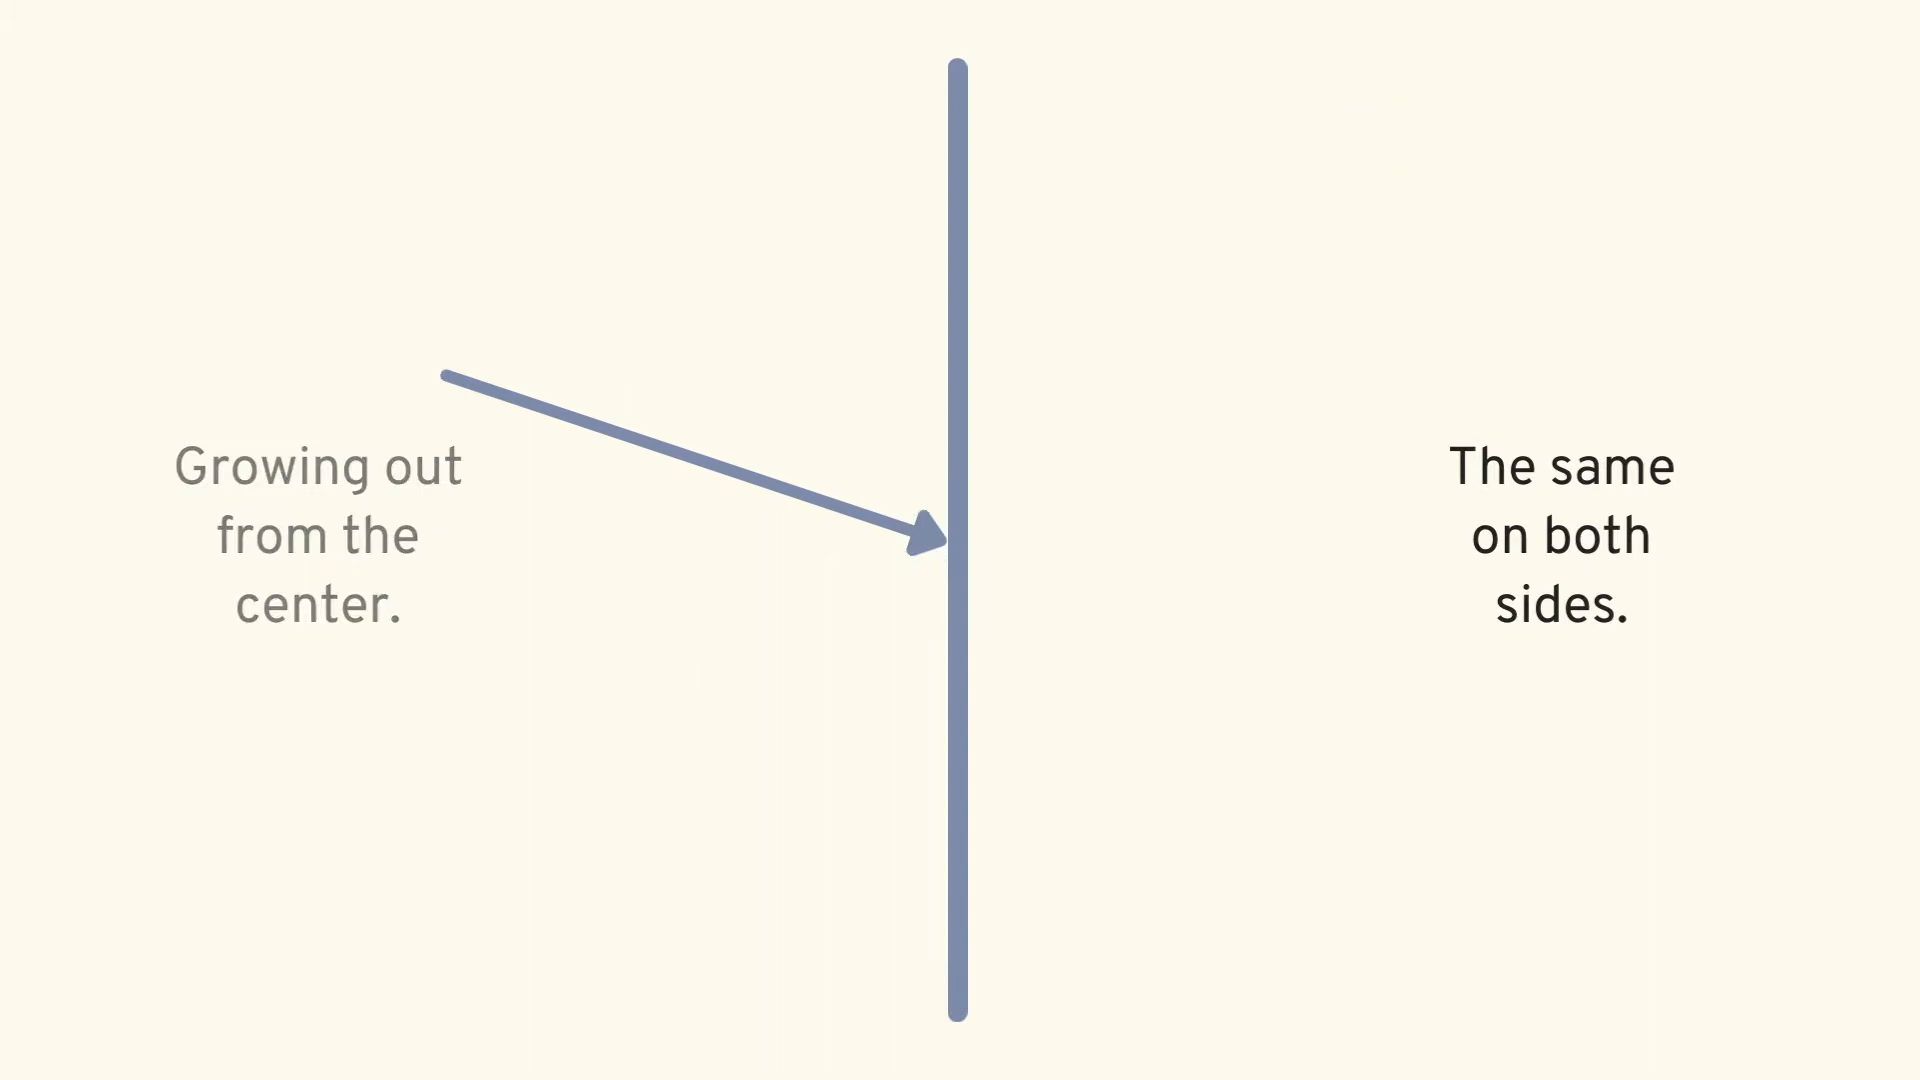 Growing out
from the
center.
The same
on both
sides.